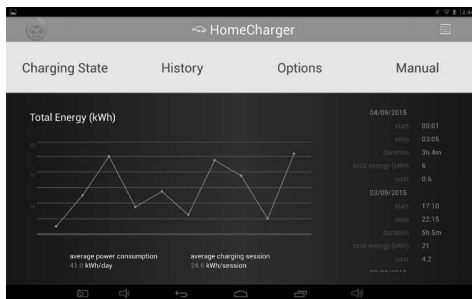 12:44
HomeCharger
Charging State History Options Manual
Total Energy (kWh)
average power consumption
41.0 kWh/day
average charging session
24.6 kWh/session
04/09/2015
start 00:01
stop 03:05
duration 3h 4m
total energy (kWh) 6
cost 0.6
03/09/2015
start 17:10
stop 22:15
duration 5h 5m
total energy (kWh) 21
cost 4.2